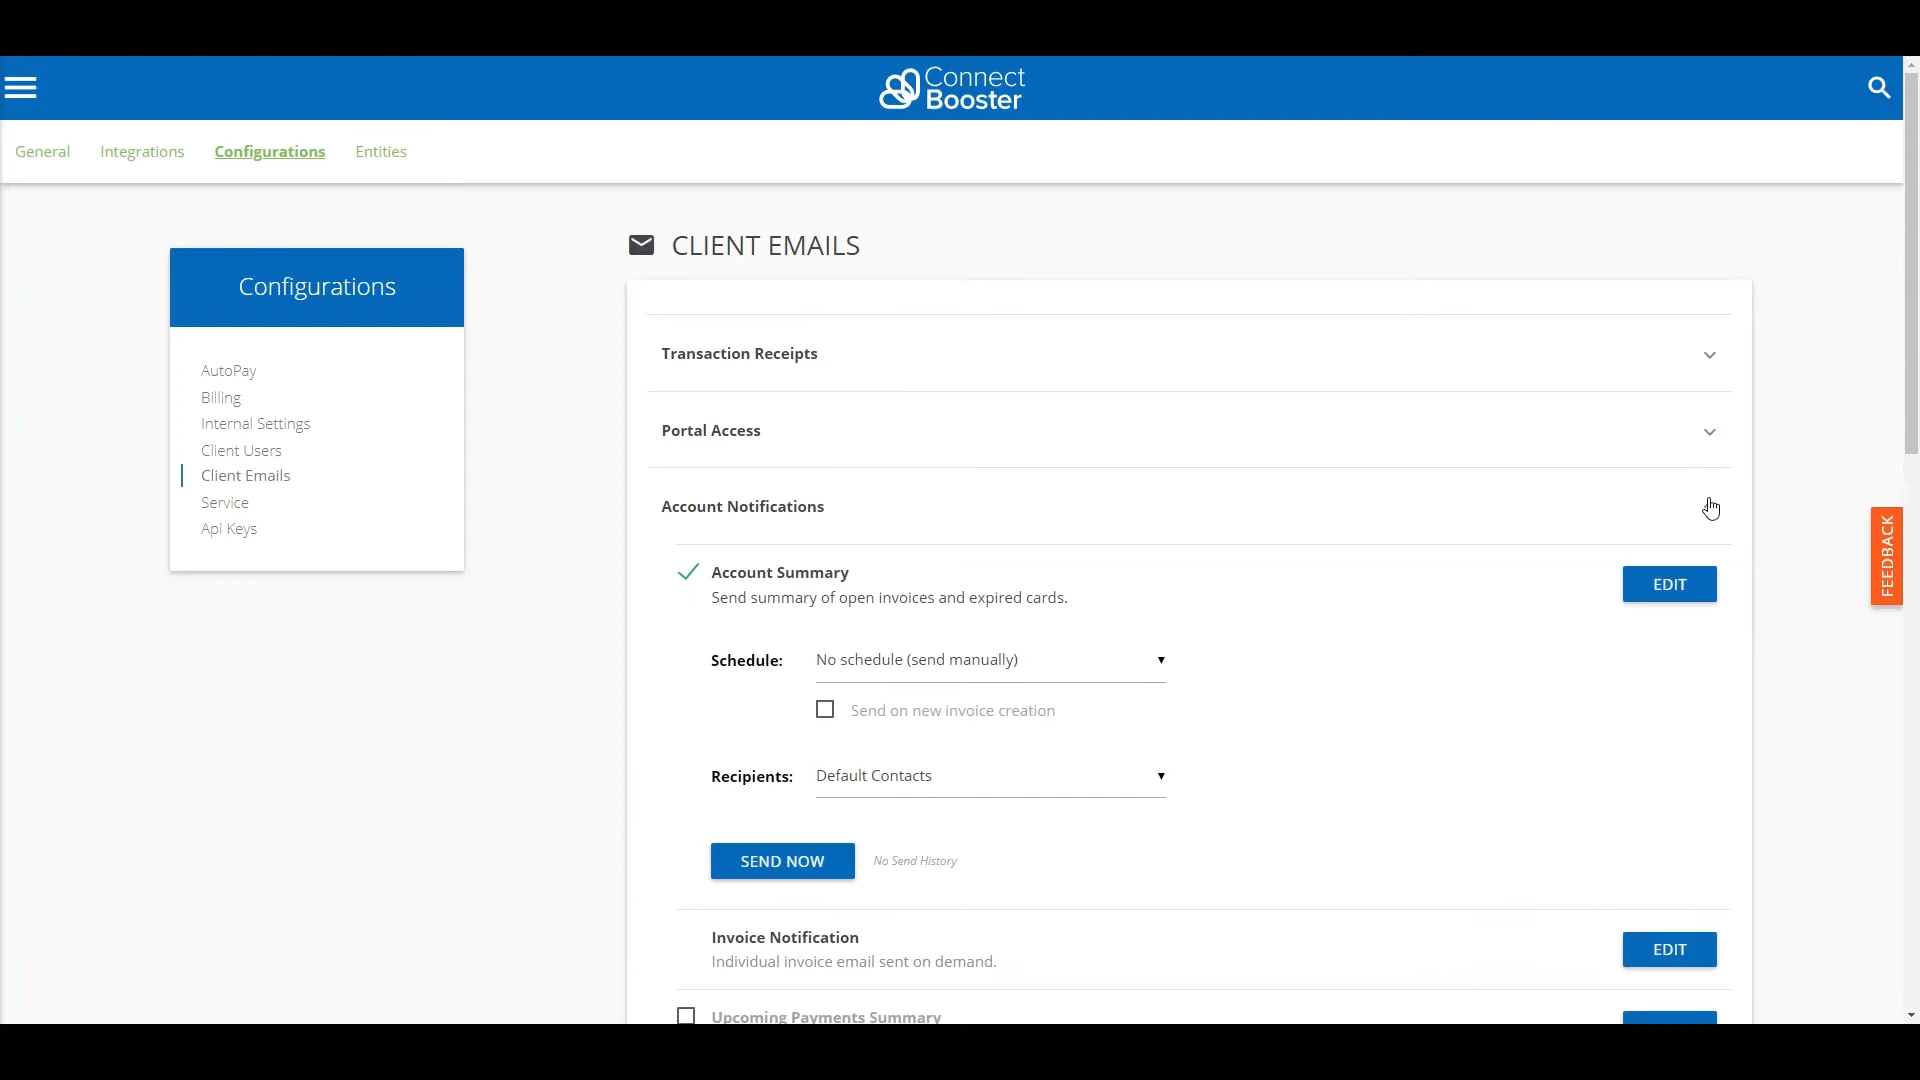 Connect
Booster
General Integrations Configurations Entities
CLIENT EMAILS
Configurations
AutoPay
Billing
Internal Settings
Client Users
Client Emails
Service
Api Keys
Transaction Receipts
Portal Access
Account Notifications
Account Summary
Send summary of open invoices and expired cards.
EDIT
Schedule: No schedule (send manually)
Send on new invoice creation
Recipients: Default Contacts
SEND NOW No Send History
Invoice Notification
Individual invoice email sent on demand.
EDIT
Upcoming Payments Summary
FEEDBACK